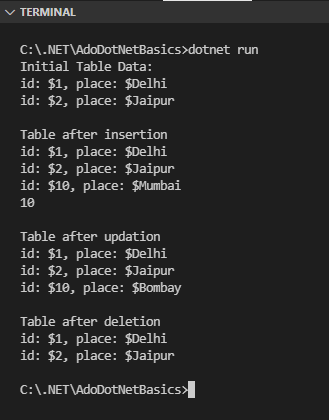 TERMINAL
C:\.NET\AdoDotNetBasics>dotnet run
Initial Table Data:
id: $1, place: $Delhi
id: $2, place: $Jaipur
Table after insertion
id: $1, place: $Delhi
id: $2, place: $Jaipur
id: $10, place: $Mumbai
10
Table after updation
id: $1, place: $Delhi
id: $2, place: $Jaipur
id: $10, place: $Bombay
Table after deletion
id: $1, place: $Delhi
id: $2, place: $Jaipur
C:\.NET\AdoDotNetBasics>